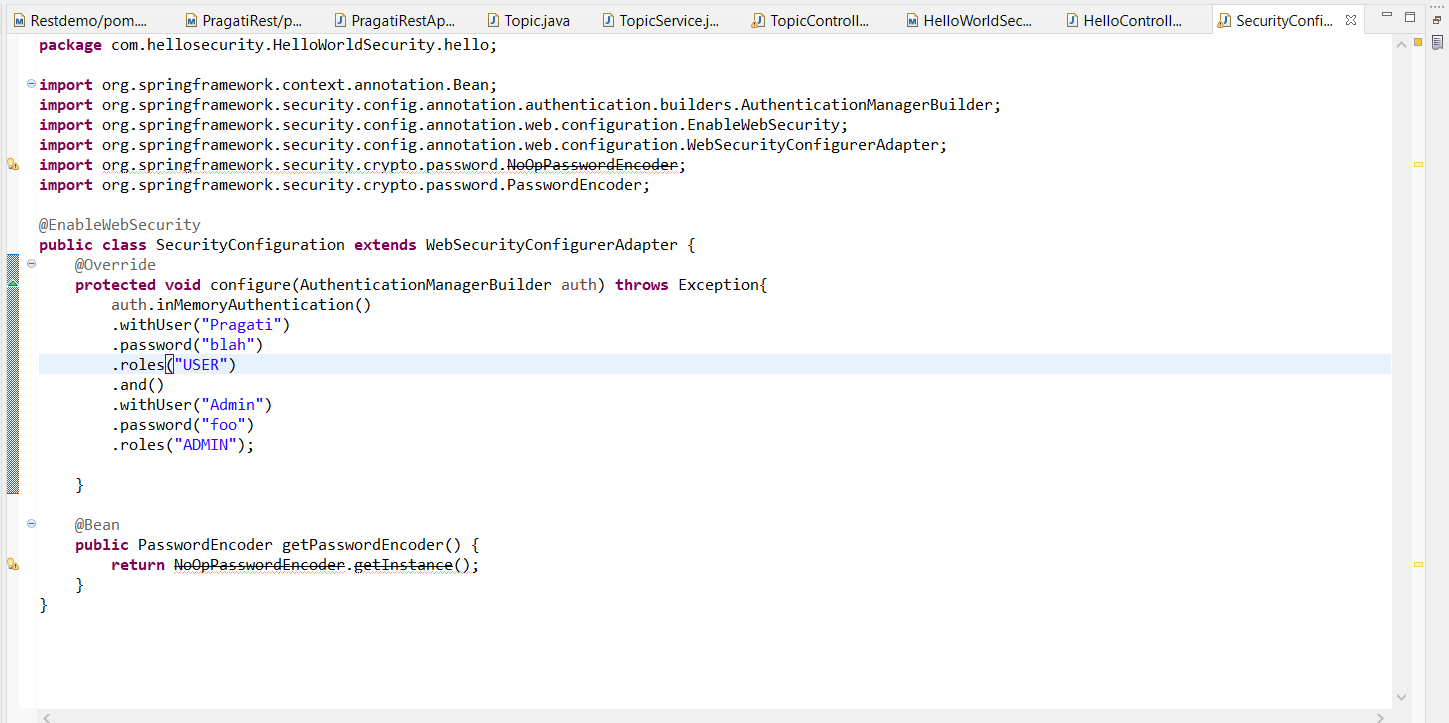 Restdemo/pom.... PragatiRest/p... PragatiRestAp... Topic.java TopicService.j... TopicControll... HelloWorldSec... HelloControll... SecurityConfi...
package com.hellosecurity.HelloWorldSecurity.hello;
import org.springframework.context.annotation.Bean;
import org.springframework.security.config.annotation.authentication.builders.AuthenticationManagerBuilder;
import org.springframework.security.config.annotation.web.configuration.EnableWebSecurity;
import org.springframework.security.config.annotation.web.configuration.WebSecurityConfigurerAdapter;
import org.springframework.security.crypto.password.NoOpPasswordEncoder;
import org.springframework.security.crypto.password.PasswordEncoder;
@EnableWebSecurity
public class SecurityConfiguration extends WebSecurityConfigurerAdapter {
@Override
protected void configure(AuthenticationManagerBuilder auth) throws Exception{
auth.inMemoryAuthentication()
.withUser("Pragati")
.password("blah")
.roles("USER")
.and()
.withUser("Admin")
.password("foo")
.roles("ADMIN");
}
@Bean
public PasswordEncoder getPasswordEncoder() {
return NoOpPasswordEncoder.getInstance();
}
}